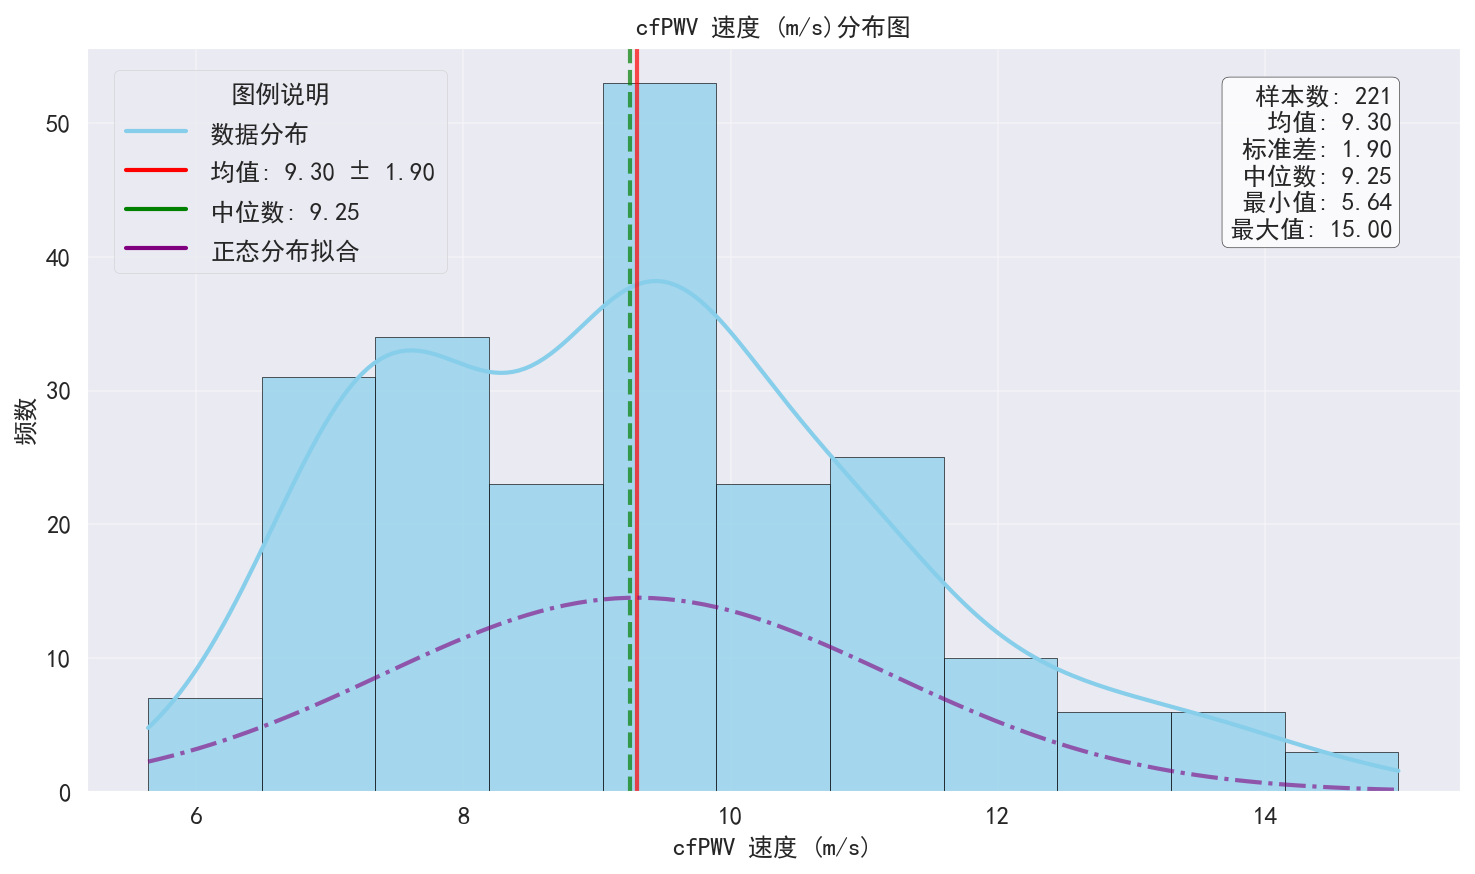 cfPWV 速度 (m/s)分布图
图例说明
数据分布
均值: 9.30 ± 1.90
中位数: 9.25
正态分布拟合
样本数: 221
均值: 9.30
标准差: 1.90
中位数: 9.25
最小值: 5.64
最大值: 15.00
频数
50
40
30
20
10
0
6
8
10
12
14
cfPWV 速度 (m/s)